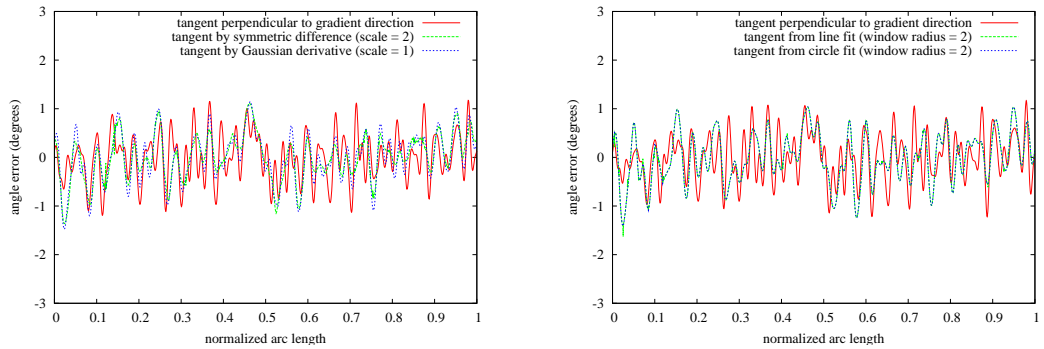 3
2
1
0
-1
-2
-3
angle error (degrees)
tangent perpendicular to gradient direction
tangent by symmetric difference (scale = 2)
tangent by Gaussian derivative (scale = 1)
0 0.1 0.2 0.3 0.4 0.5 0.6 0.7 0.8 0.9 1
normalized arc length
3
2
1
0
-1
-2
-3
angle error (degrees)
tangent perpendicular to gradient direction
tangent from line fit (window radius = 2)
tangent from circle fit (window radius = 2)
0 0.1 0.2 0.3 0.4 0.5 0.6 0.7 0.8 0.9 1
normalized arc length